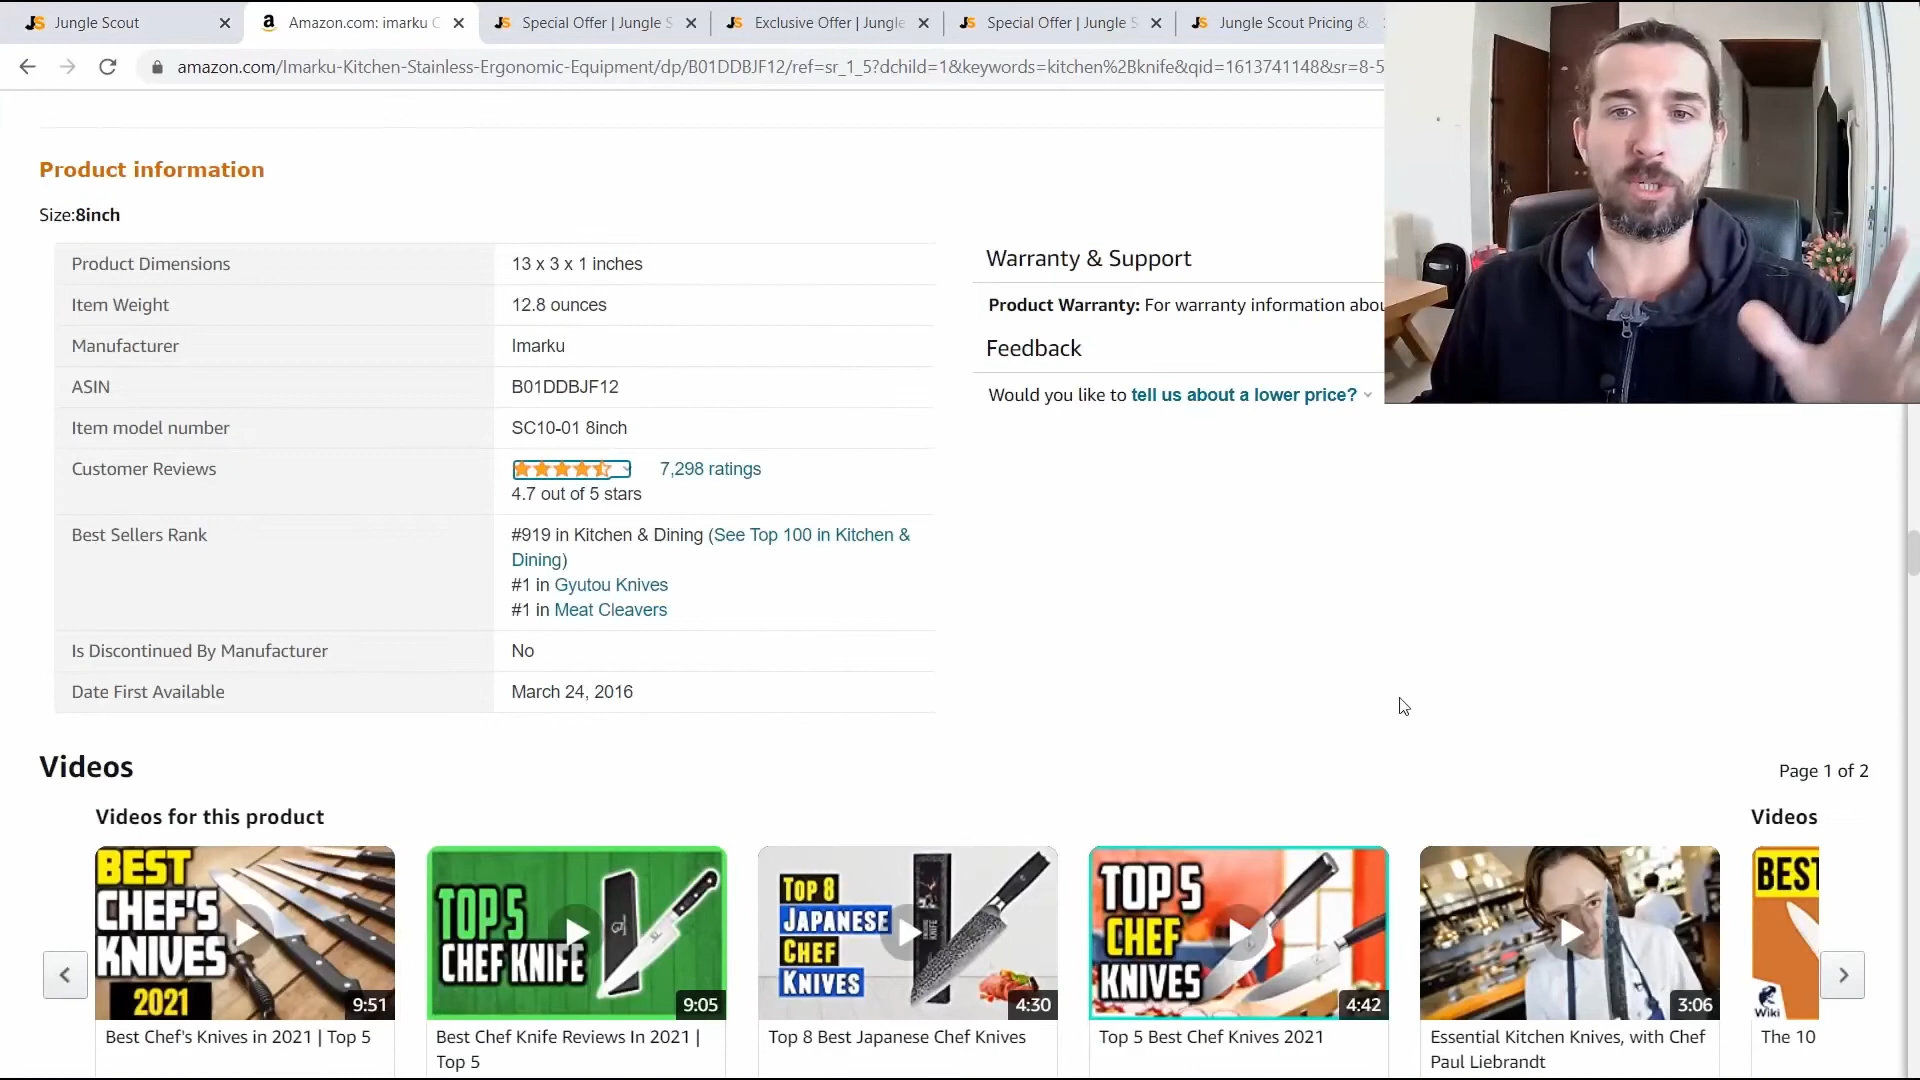 Jungle Scout
Amazon.com: imarku C
Special Offer | Jungle S
Exclusive Offer | Jungle
Special Offer | Jungle S
Jungle Scout Pricing &
amazon.com/Imarku-Kitchen-Stainless-Ergonomic-Equipment/dp/B01DDBJF12/ref=sr_1_5?dchild=1&keywords=kitchen%2Bknife&qid=1613741148&sr=8-5
Product information
Size:8inch
Product Dimensions 13 x 3 x 1 inches
Item Weight 12.8 ounces
Manufacturer Imarku
ASIN B01DDBJF12
Item model number SC10-01 8inch
Customer Reviews 7,298 ratings
4.7 out of 5 stars
Best Sellers Rank #919 in Kitchen & Dining (See Top 100 in Kitchen &
Dining)
#1 in Gyutou Knives
#1 in Meat Cleavers
Is Discontinued By Manufacturer No
Date First Available March 24, 2016
Warranty & Support
Product Warranty: For warranty information abou
Feedback
Would you like to tell us about a lower price?
Videos
Page 1 of 2
Videos for this product
Videos
BEST
CHEF'S
KNIVES
2021
9:51
Best Chef's Knives in 2021 | Top 5
TOP 5
CHEF KNIFE
9:05
Best Chef Knife Reviews In 2021 |
Top 5
TOP 8
JAPANESE
CHEF
KNIVES
4:30
Top 8 Best Japanese Chef Knives
TOP 5
CHEF
KNIVES
4:42
Top 5 Best Chef Knives 2021
3:06
Essential Kitchen Knives, with Chef
Paul Liebrandt
BEST
Wiki
The 10